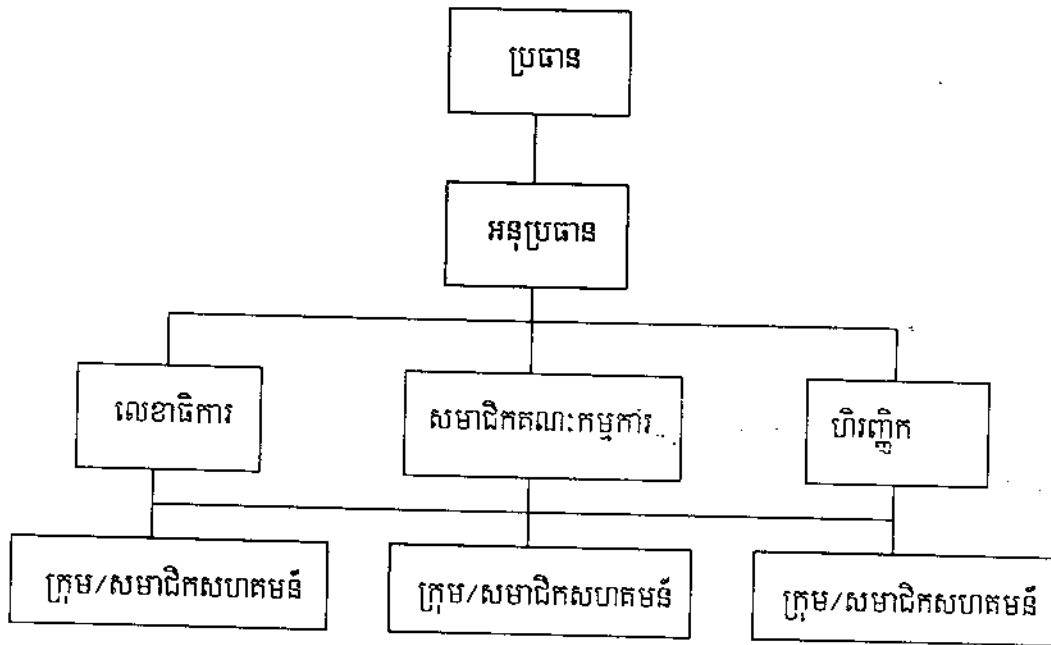 ប្រធាន
អនុប្រធាន
លេខាធិការ
សមាជិកគណៈកម្មការ
ហិរញ្ញិក
ក្រុម/សមាជិកសហគមន៍
ក្រុម/សមាជិកសហគមន៍
ក្រុម/សមាជិកសហគមន៍